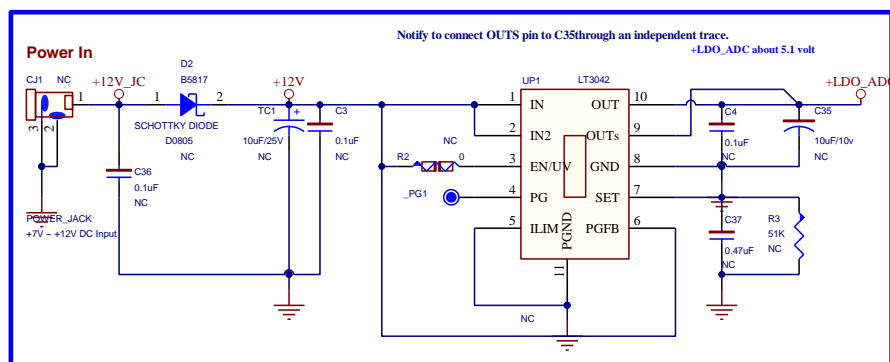 Notify to connect OUTS pin to C35through an independent trace.
+LDO_ADC about 5.1 volt
Power In
CJ1 NC
1
3
2
POWER_JACK
+7V ~ +12V DC Input
+12V_JC
C36
0.1uF
NC
D2
B5817
1
2
SCHOTTKY DIODE
D0805
NC
+12V
TC1
+
10uF/25V
NC
C3
0.1uF
NC
R2
NC
0
_PG1
UP1
LT3042
1 IN
2 IN2
3 EN/UV
4 PG
5 ILIM
OUT 10
OUTs 9
GND 8
SET 7
PGFB 6
PGND
11
NC
C4
0.1uF
NC
C35
10uF/10v
NC
+LDO_ADC
C37
0.47uF
NC
R3
51K
NC